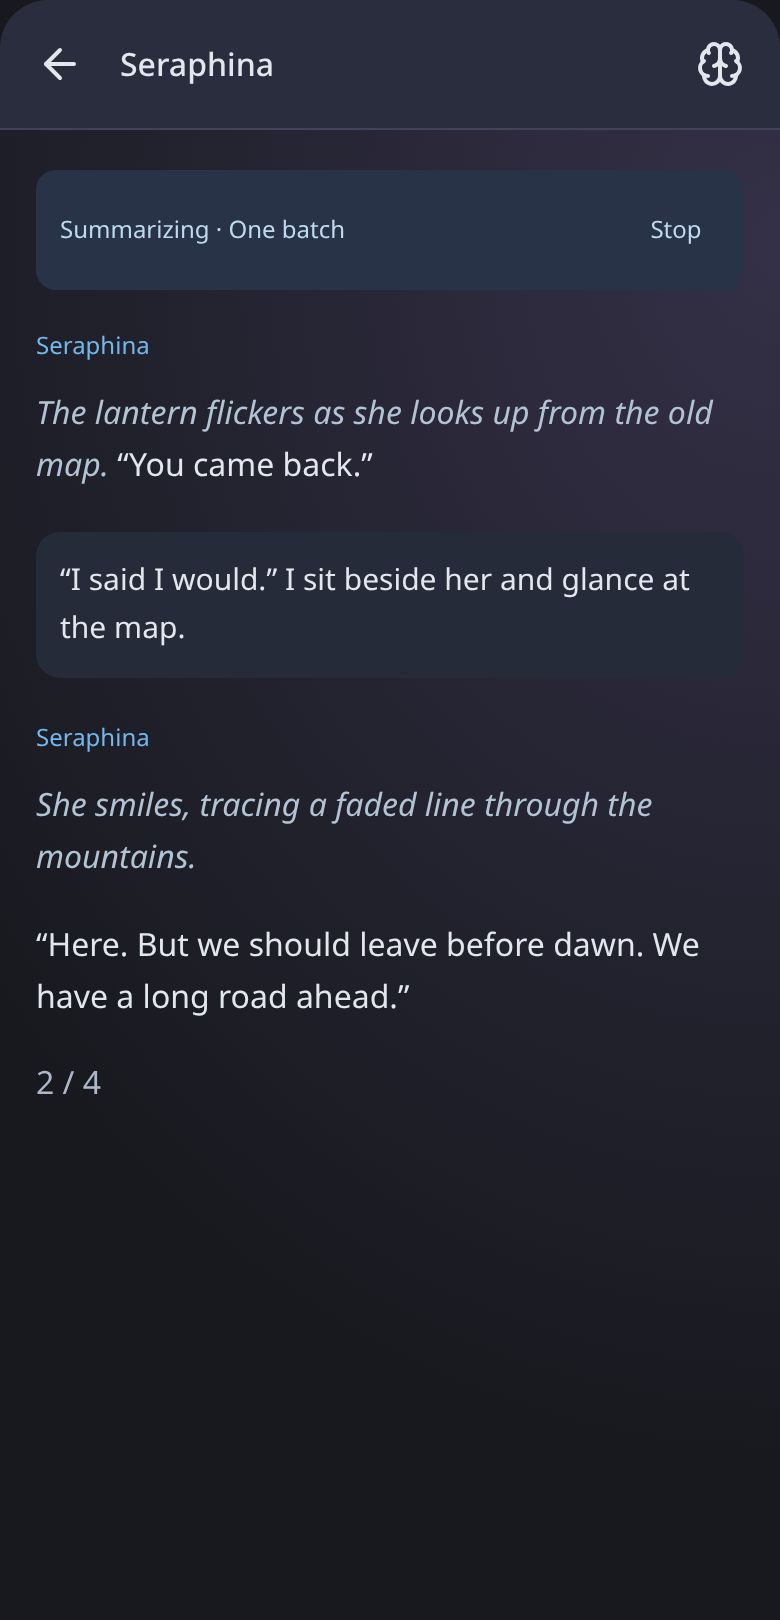 Seraphina
Summarizing · One batch
Stop
Seraphina
The lantern flickers as she looks up from the old
map. “You came back.”
“I said I would.” I sit beside her and glance at
the map.
Seraphina
She smiles, tracing a faded line through the
mountains.
“Here. But we should leave before dawn. We
have a long road ahead.”
2 / 4